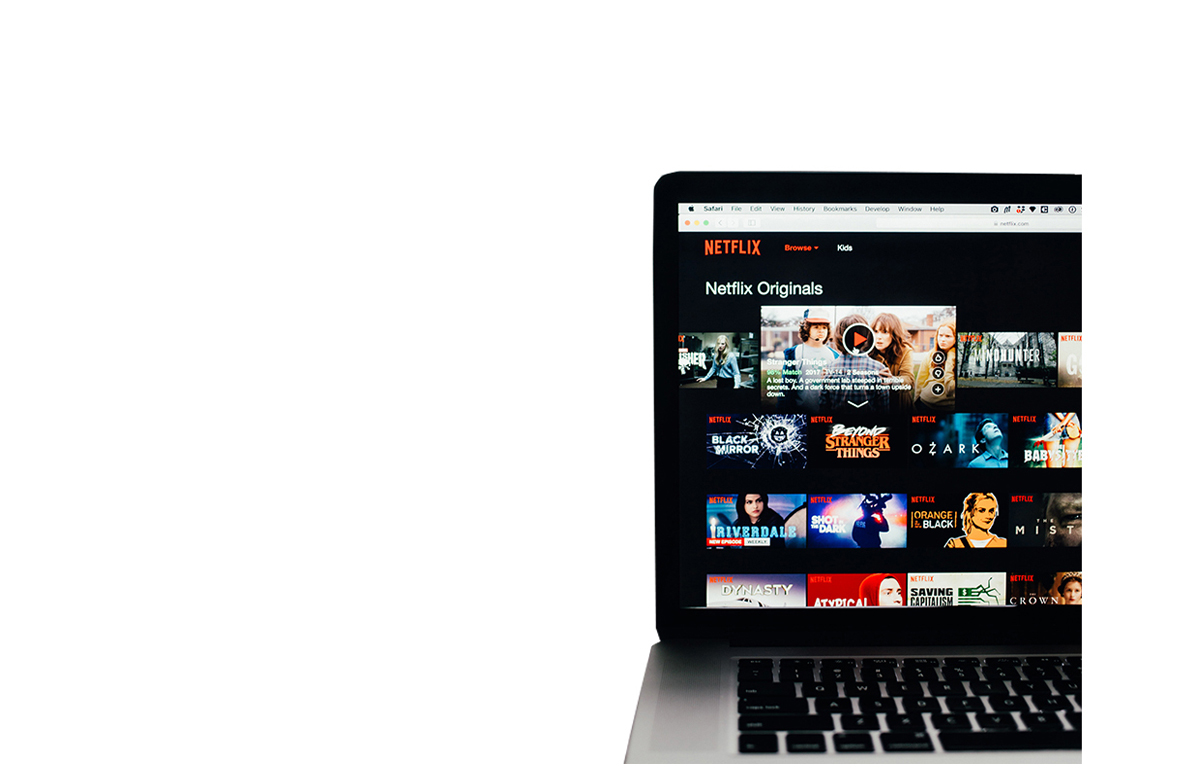 Safari File Edit View History Bookmarks Develop Window Help
netflix.com
NETFLIX Browse Kids
Netflix Originals
Stranger Things
98% Match 2017 TV-14 2 Seasons
A lost boy. A government lab steeped in terrible
secrets. And a dark force that turns a town upside
down.
MINDHUNTER
NETFLIX
NETFLIX
BLACK MIRROR
NETFLIX
BEYOND
STRANGER
THINGS
NETFLIX
OZARK
NETFLIX
NETFLIX
RIVERDALE
NEW EPISODE WEEKLY
NETFLIX
SHOT
IN THE
DARK
NETFLIX
ORANGE
IS THE
BLACK
NETFLIX
THE
MIST
DYNASTY
NETFLIX
ATYPICAL
NETFLIX
SAVING
CAPITALISM
NETFLIX
CROWN
Q W E R T Y U
tab
caps lock
A S D F G H